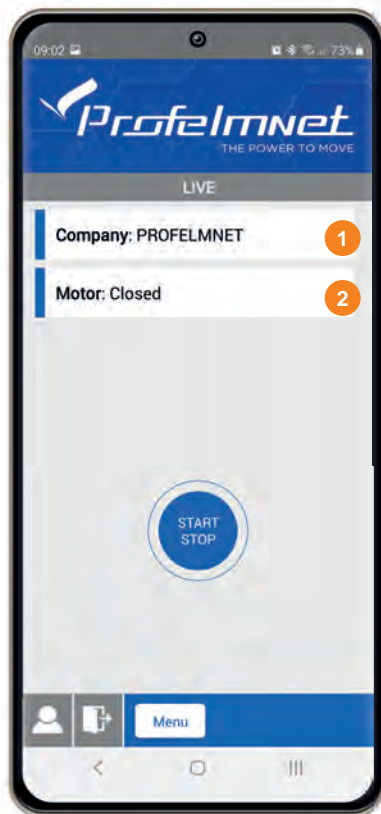 09:02 73%
Profelmnet
THE POWER TO MOVE
LIVE
Company: PROFELMNET 1
Motor: Closed 2
START
STOP
Menu